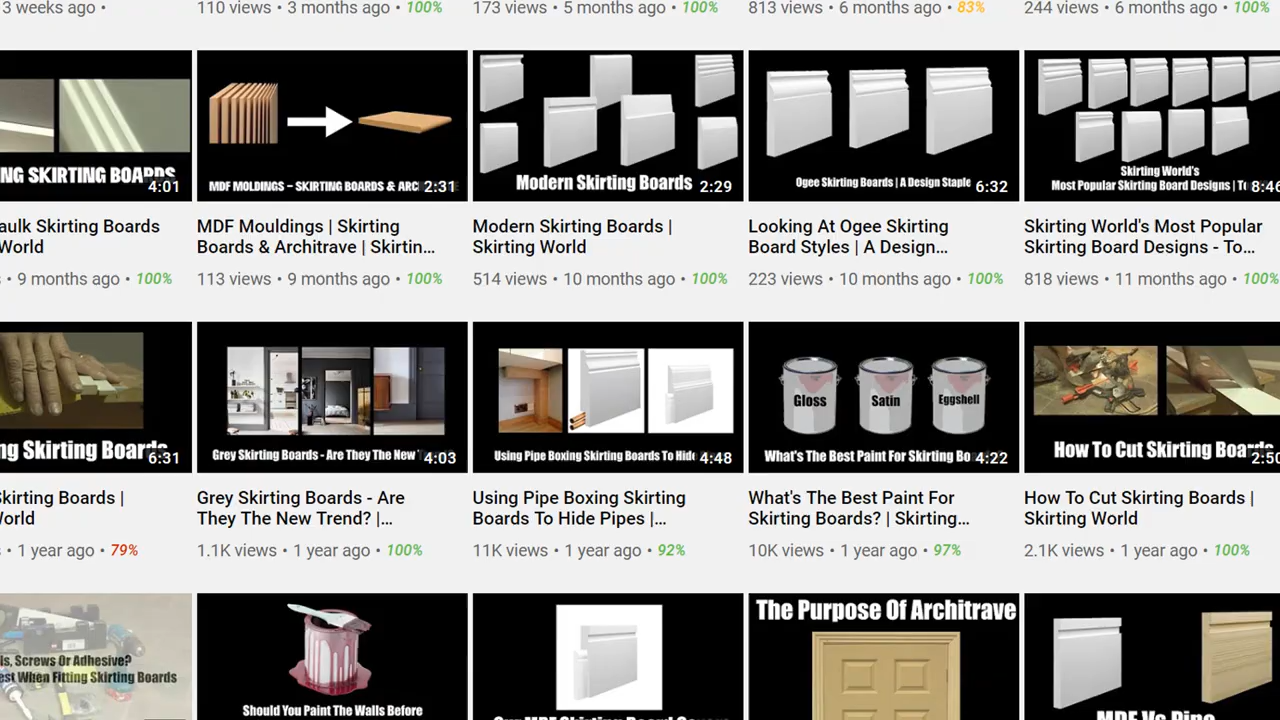 3 weeks ago •
110 views • 3 months ago • 100%
173 views • 5 months ago • 100%
813 views • 6 months ago • 83%
244 views • 6 months ago • 100%
NG SKIRTING BOARDS
4:01
MDF MOLDINGS – SKIRTING BOARDS & ARC
2:31
Modern Skirting Boards
2:29
Ogee Skirting Boards | A Design Staple
6:32
Skirting World's
Most Popular Skirting Board Designs | To
8:46
aulk Skirting Boards
World
• 9 months ago • 100%
MDF Mouldings | Skirting
Boards & Architrave | Skirtin...
113 views • 9 months ago • 100%
Modern Skirting Boards |
Skirting World
514 views • 10 months ago • 100%
Looking At Ogee Skirting
Board Styles | A Design...
223 views • 10 months ago • 100%
Skirting World's Most Popular
Skirting Board Designs - To...
818 views • 11 months ago • 100%
ng Skirting Boards
6:31
Grey Skirting Boards - Are They The New
4:03
Using Pipe Boxing Skirting Boards To Hide
4:48
Gloss
Satin
Eggshell
What's The Best Paint For Skirting Bo
4:22
How To Cut Skirting Boards
2:50
Skirting Boards |
World
• 1 year ago • 79%
Grey Skirting Boards - Are
They The New Trend? |...
1.1K views • 1 year ago • 100%
Using Pipe Boxing Skirting
Boards To Hide Pipes |...
11K views • 1 year ago • 92%
What's The Best Paint For
Skirting Boards? | Skirting...
10K views • 1 year ago • 97%
How To Cut Skirting Boards |
Skirting World
2.1K views • 1 year ago • 100%
ls, Screws Or Adhesive?
est When Fitting Skirting Boards
Should You Paint The Walls Before
Our MDF Skirting Board Covers
The Purpose Of Architrave
MDF Vs Pine